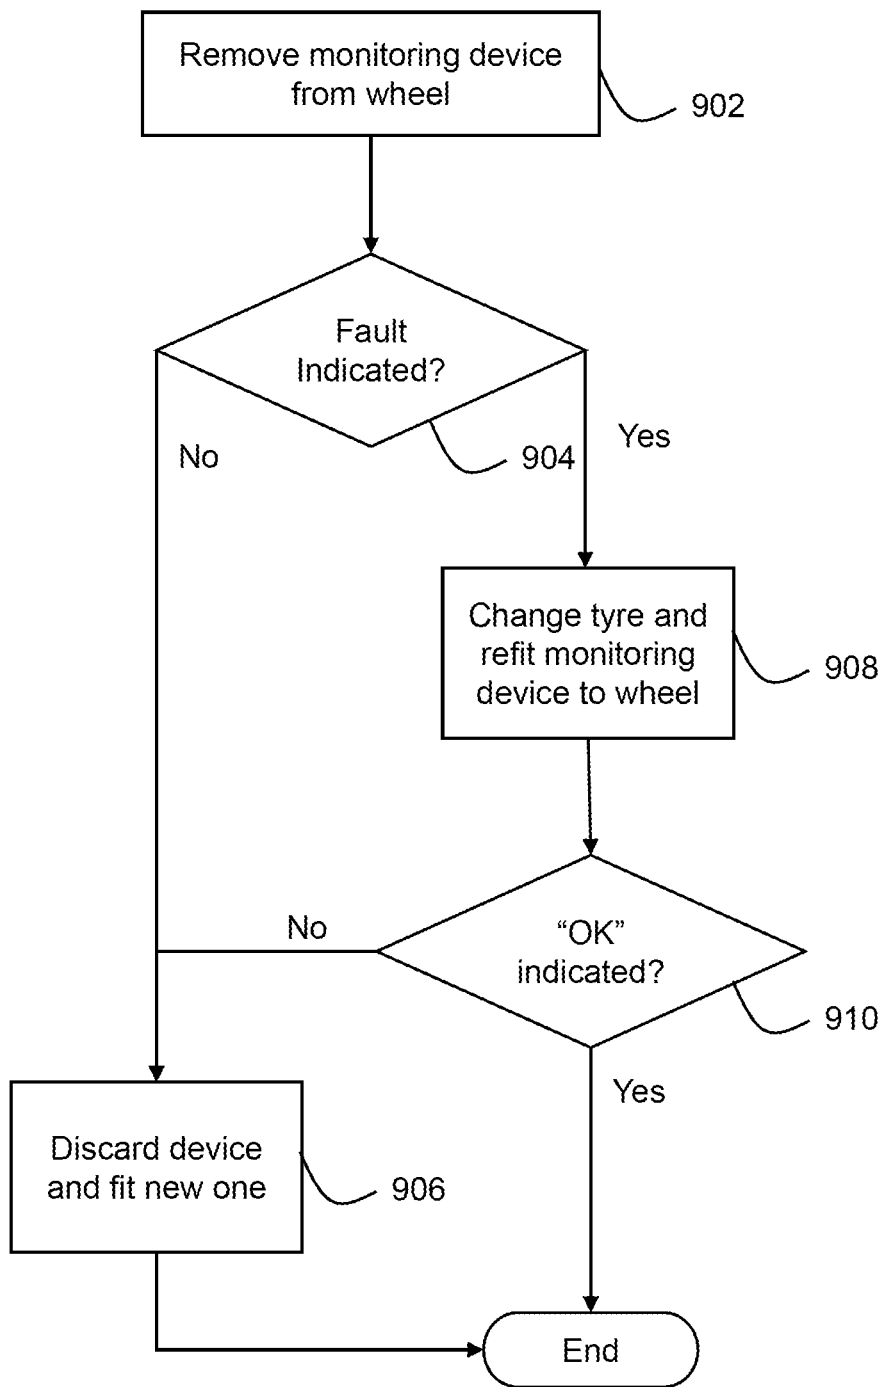 Remove monitoring device
from wheel
902
Fault
Indicated?
904
No
Yes
Change tyre and
refit monitoring
device to wheel
908
No
“OK”
indicated?
910
Yes
Discard device
and fit new one
906
End